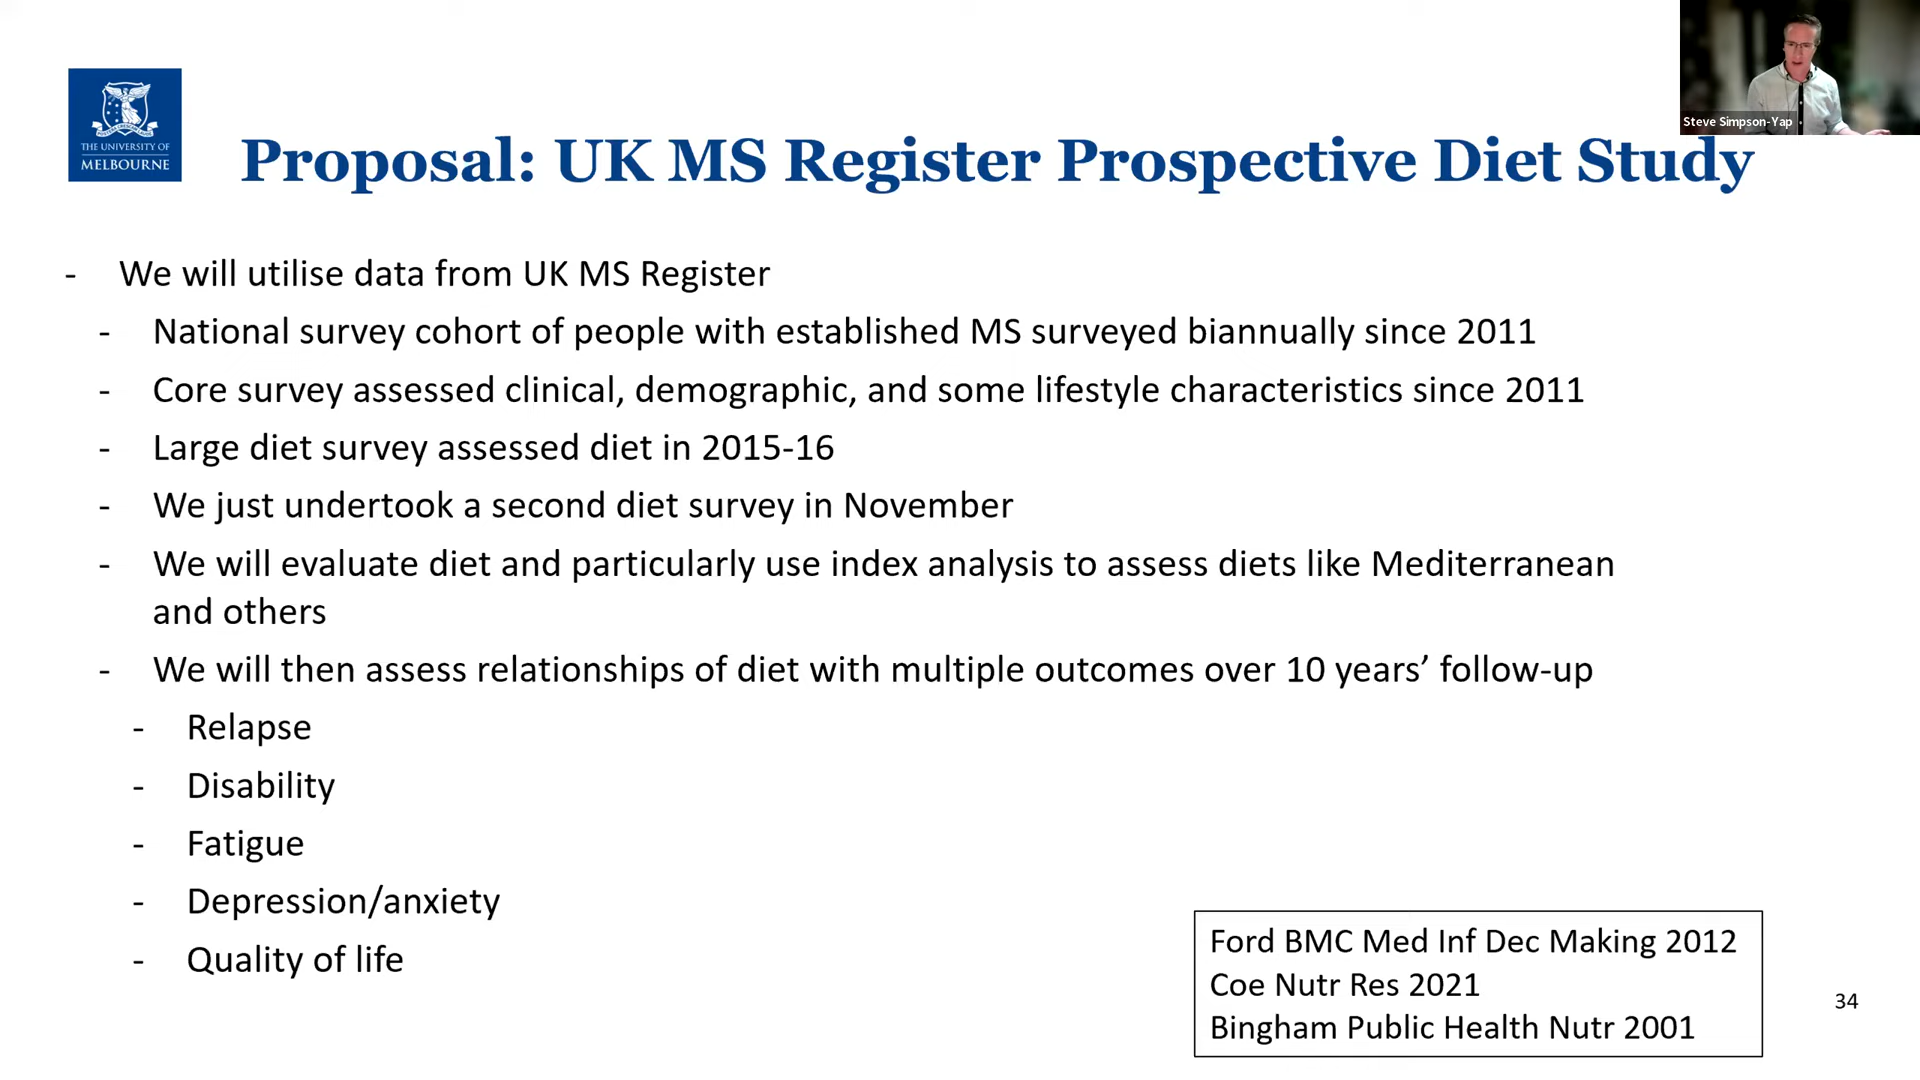 Steve Simpson-Yap
THE UNIVERSITY OF
MELBOURNE
Proposal: UK MS Register Prospective Diet Study
- We will utilise data from UK MS Register
- National survey cohort of people with established MS surveyed biannually since 2011
- Core survey assessed clinical, demographic, and some lifestyle characteristics since 2011
- Large diet survey assessed diet in 2015-16
- We just undertook a second diet survey in November
- We will evaluate diet and particularly use index analysis to assess diets like Mediterranean
and others
- We will then assess relationships of diet with multiple outcomes over 10 years’ follow-up
- Relapse
- Disability
- Fatigue
- Depression/anxiety
- Quality of life
Ford BMC Med Inf Dec Making 2012
Coe Nutr Res 2021
Bingham Public Health Nutr 2001
34